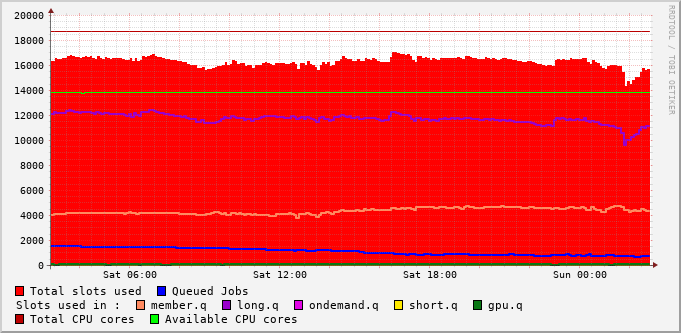 20000
18000
16000
14000
12000
10000
8000
6000
4000
2000
0
Sat 06:00 Sat 12:00 Sat 18:00 Sun 00:00
RRDTOOL / TOBI OETIKER
Total slots used Queued Jobs
Slots used in : member.q long.q ondemand.q short.q gpu.q
Total CPU cores Available CPU cores